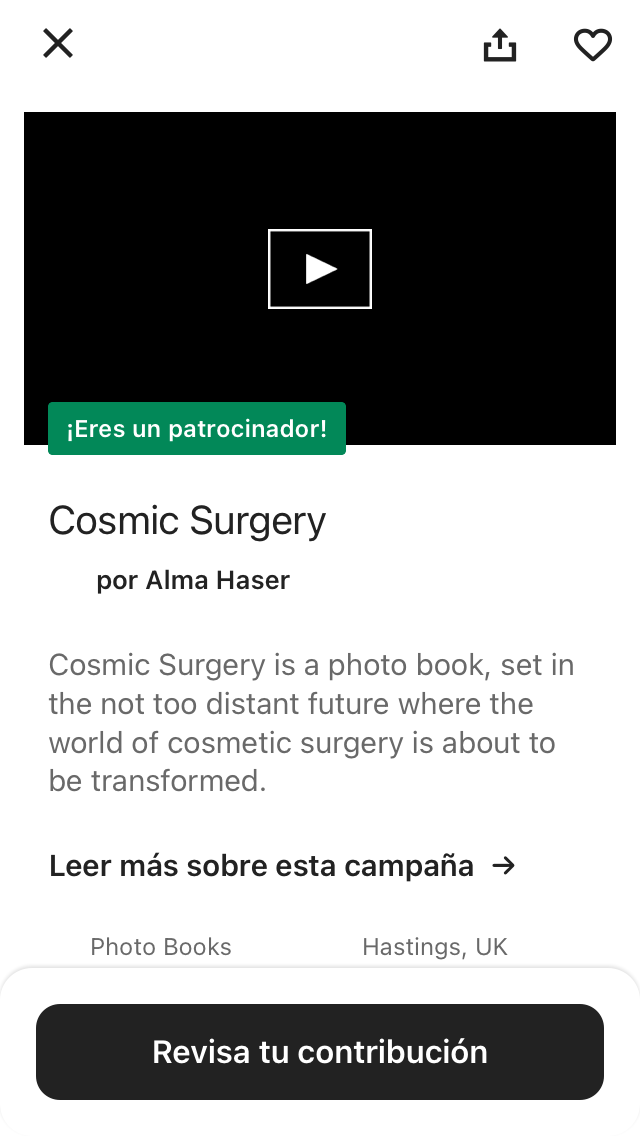 ¡Eres un patrocinador!
Cosmic Surgery
por Alma Haser
Cosmic Surgery is a photo book, set in
the not too distant future where the
world of cosmetic surgery is about to
be transformed.
Leer más sobre esta campaña →
Photo Books
Hastings, UK
Revisa tu contribución